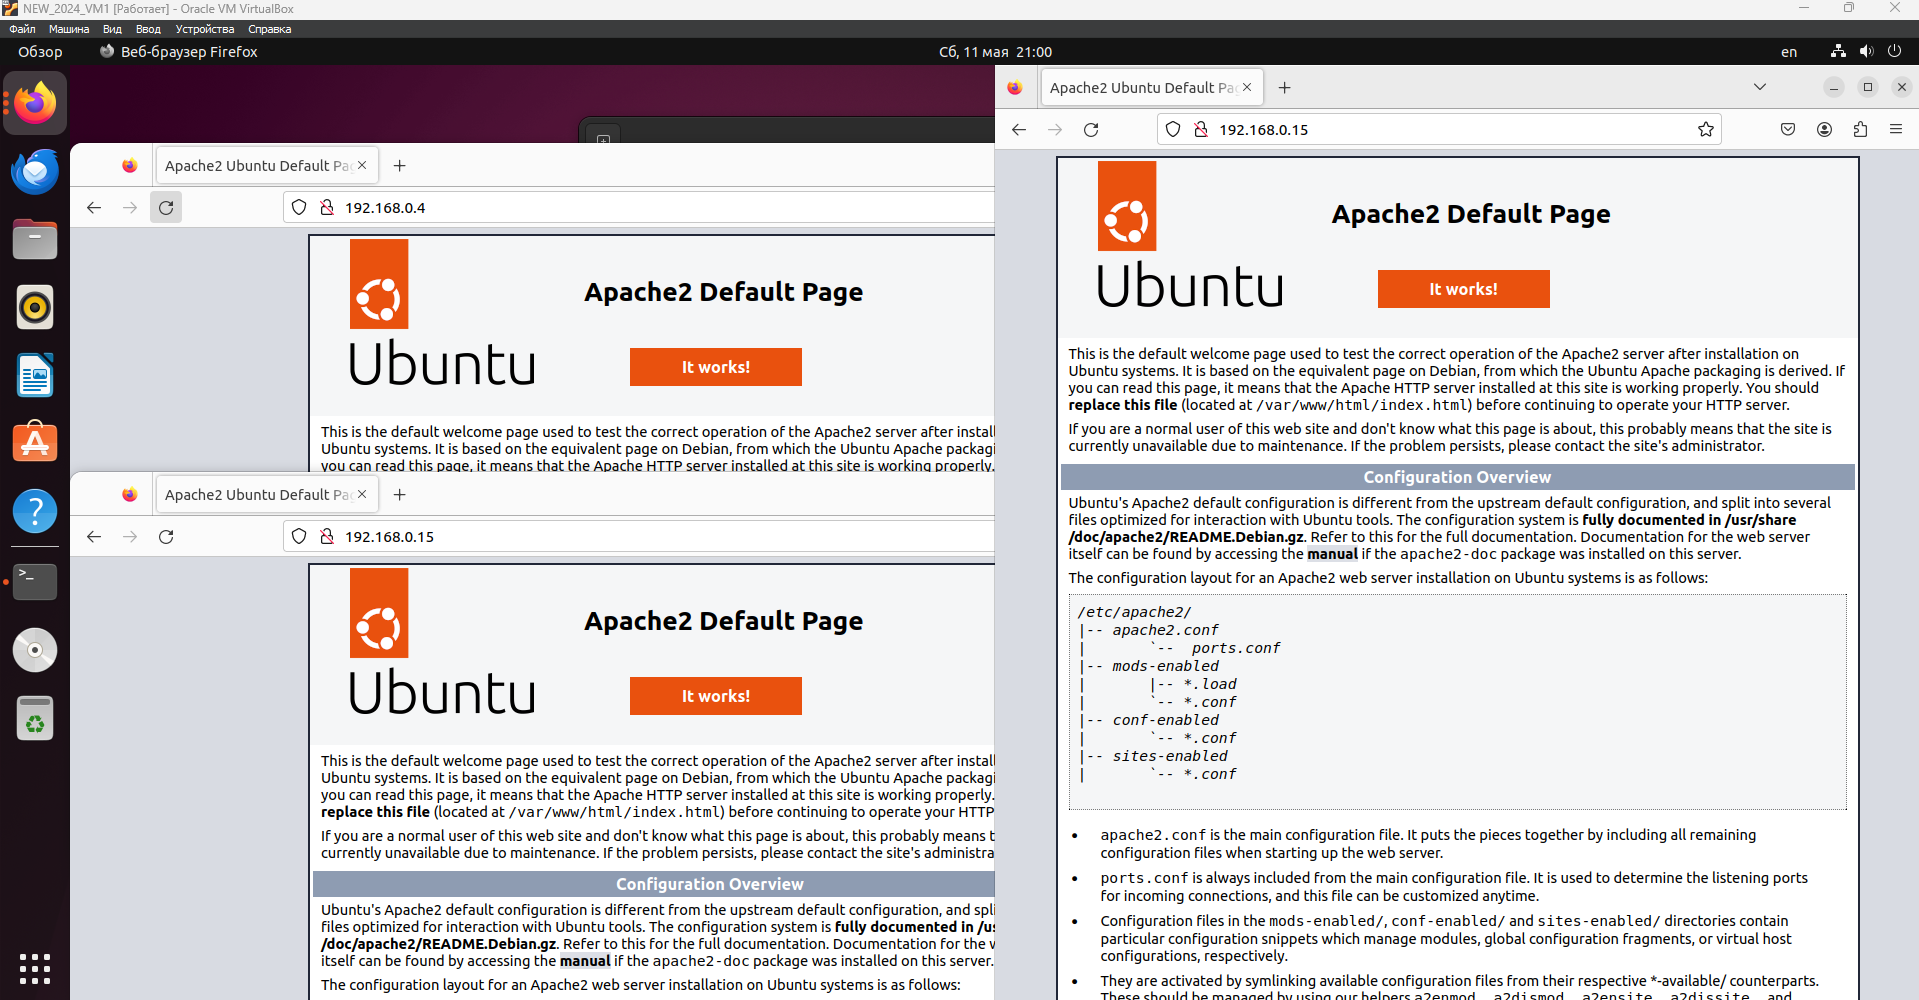 NEW_2024_VM1 [Работает] - Oracle VM VirtualBox
Файл Машина Вид Ввод Устройства Справка
Обзор Веб-браузер Firefox Сб, 11 мая 21:00 en
Apache2 Ubuntu Default Pa
192.168.0.4
Apache2 Default Page
Ubuntu
It works!
This is the default welcome page used to test the correct operation of the Apache2 server after install
Ubuntu systems. It is based on the equivalent page on Debian, from which the Ubuntu Apache packagi
you can read this page, it means that the Apache HTTP server installed at this site is working properly.
Apache2 Ubuntu Default Pa
192.168.0.15
Apache2 Default Page
Ubuntu
It works!
This is the default welcome page used to test the correct operation of the Apache2 server after install
Ubuntu systems. It is based on the equivalent page on Debian, from which the Ubuntu Apache packagi
you can read this page, it means that the Apache HTTP server installed at this site is working properly.
replace this file (located at /var/www/html/index.html) before continuing to operate your HTTP
If you are a normal user of this web site and don't know what this page is about, this probably means t
currently unavailable due to maintenance. If the problem persists, please contact the site's administra
Configuration Overview
Ubuntu's Apache2 default configuration is different from the upstream default configuration, and spli
files optimized for interaction with Ubuntu tools. The configuration system is fully documented in /us
/doc/apache2/README.Debian.gz. Refer to this for the full documentation. Documentation for the w
itself can be found by accessing the manual if the apache2-doc package was installed on this server.
The configuration layout for an Apache2 web server installation on Ubuntu systems is as follows:
Apache2 Ubuntu Default Pa
192.168.0.15
Apache2 Default Page
Ubuntu
It works!
This is the default welcome page used to test the correct operation of the Apache2 server after installation on
Ubuntu systems. It is based on the equivalent page on Debian, from which the Ubuntu Apache packaging is derived. If
you can read this page, it means that the Apache HTTP server installed at this site is working properly. You should
replace this file (located at /var/www/html/index.html) before continuing to operate your HTTP server.
If you are a normal user of this web site and don't know what this page is about, this probably means that the site is
currently unavailable due to maintenance. If the problem persists, please contact the site's administrator.
Configuration Overview
Ubuntu's Apache2 default configuration is different from the upstream default configuration, and split into several
files optimized for interaction with Ubuntu tools. The configuration system is fully documented in /usr/share
/doc/apache2/README.Debian.gz. Refer to this for the full documentation. Documentation for the web server
itself can be found by accessing the manual if the apache2-doc package was installed on this server.
The configuration layout for an Apache2 web server installation on Ubuntu systems is as follows:
/etc/apache2/
|-- apache2.conf
|       `--  ports.conf
|-- mods-enabled
|       |-- *.load
|       `-- *.conf
|-- conf-enabled
|       `-- *.conf
|-- sites-enabled
|       `-- *.conf
• apache2.conf is the main configuration file. It puts the pieces together by including all remaining
configuration files when starting up the web server.
• ports.conf is always included from the main configuration file. It is used to determine the listening ports
for incoming connections, and this file can be customized anytime.
• Configuration files in the mods-enabled/, conf-enabled/ and sites-enabled/ directories contain
particular configuration snippets which manage modules, global configuration fragments, or virtual host
configurations, respectively.
• They are activated by symlinking available configuration files from their respective *-available/ counterparts.
These should be managed by using our helpers a2enmod, a2dismod, a2ensite, a2dissite, and